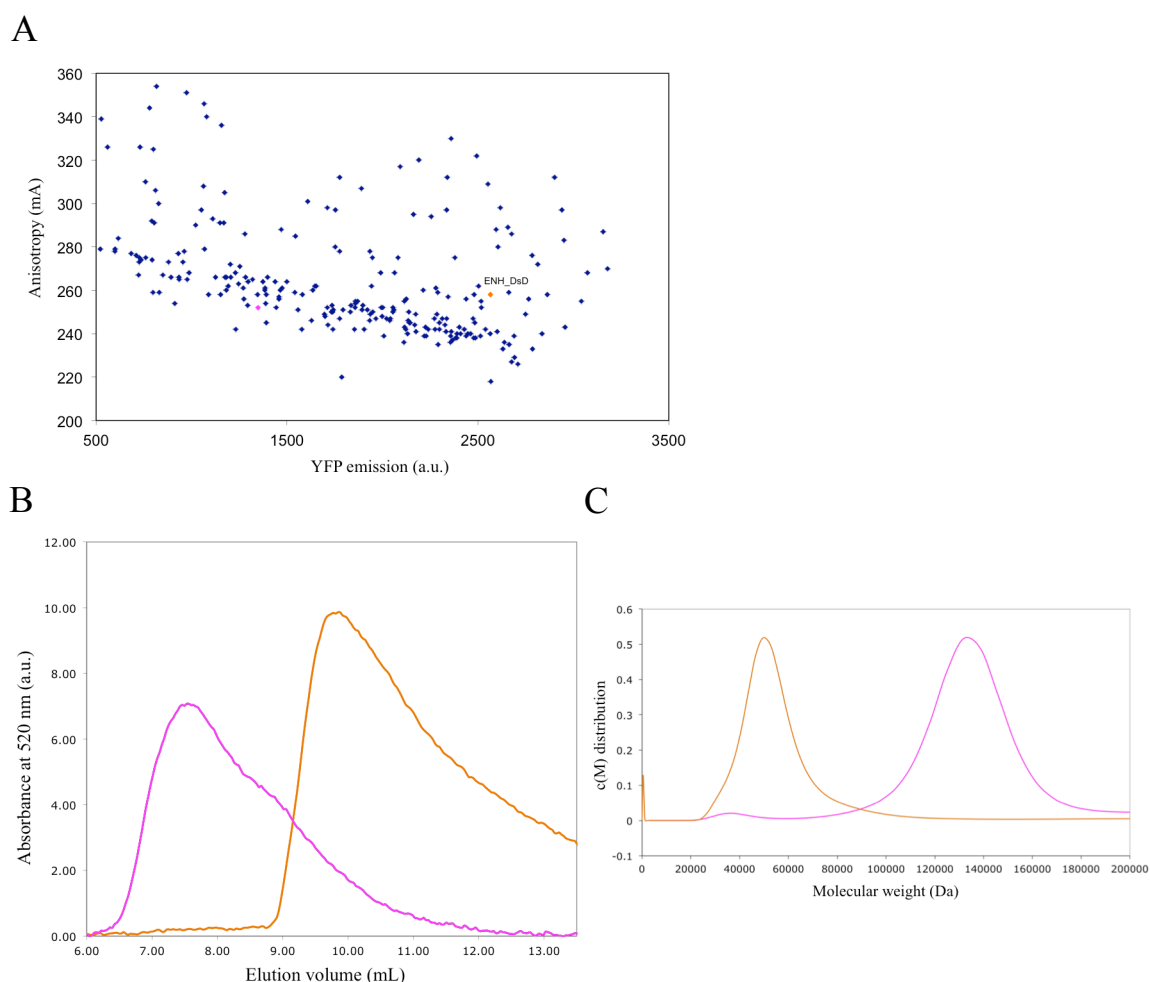 A
360
340
320
300
280
260
240
220
200
Anisotropy (mA)
ENH_DsD
500 1500 2500 3500
YFP emission (a.u.)
B
12.00
10.00
8.00
6.00
4.00
2.00
0.00
Absorbance at 520 nm (a.u.)
6.00 7.00 8.00 9.00 10.00 11.00 12.00 13.00
Elution volume (mL)
C
0.6
0.5
0.4
0.3
0.2
0.1
0
-0.1
c(M) distribution
0 20000 40000 60000 80000 100000 120000 140000 160000 180000 200000
Molecular weight (Da)